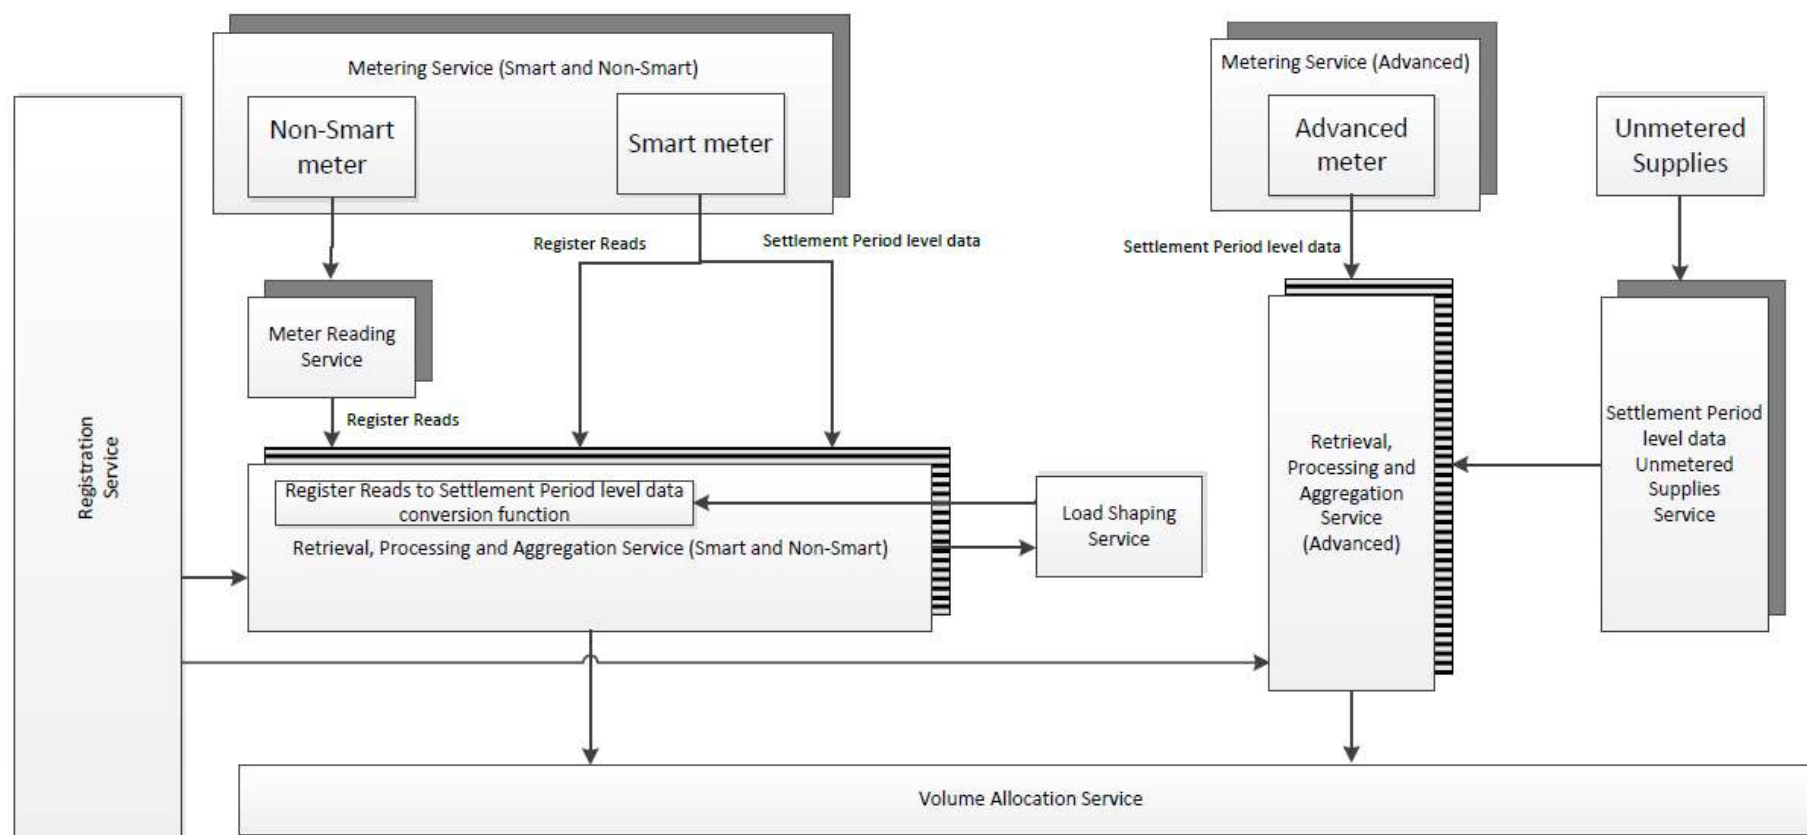 Metering Service (Smart and Non-Smart)
Metering Service (Advanced)
Non-Smart
meter
Smart meter
Advanced
meter
Unmetered
Supplies
Register Reads
Settlement Period level data
Settlement Period level data
Meter Reading
Service
Register Reads
Registration
Service
Register Reads to Settlement Period level data
conversion function
Retrieval, Processing and Aggregation Service (Smart and Non-Smart)
Load Shaping
Service
Retrieval,
Processing and
Aggregation
Service
(Advanced)
Settlement Period
level data
Unmetered
Supplies
Service
Volume Allocation Service